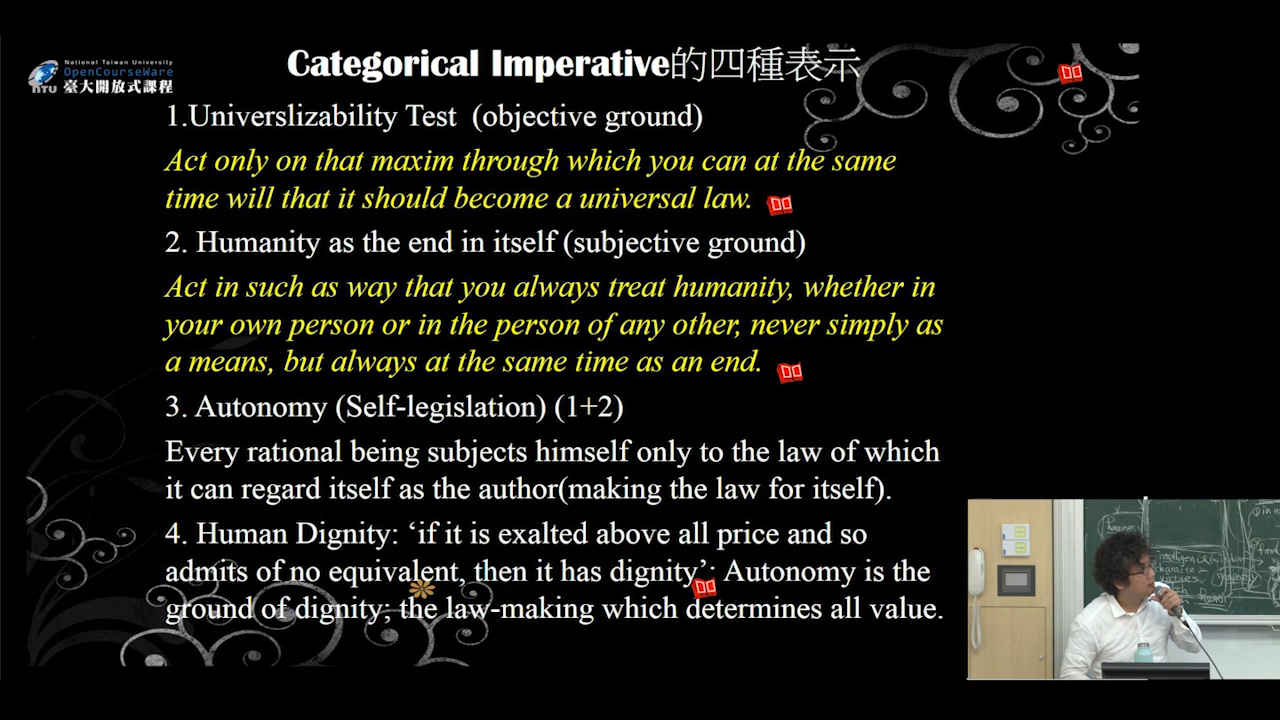 Categorical Imperative的四種表示
National Taiwan University
OpenCourseWare
NTU 臺大開放式課程
1.Universlizability Test (objective ground)
Act only on that maxim through which you can at the same
time will that it should become a universal law.
2. Humanity as the end in itself (subjective ground)
Act in such as way that you always treat humanity, whether in
your own person or in the person of any other, never simply as
a means, but always at the same time as an end.
3. Autonomy (Self-legislation) (1+2)
Every rational being subjects himself only to the law of which
it can regard itself as the author(making the law for itself).
4. Human Dignity: ‘if it is exalted above all price and so
admits of no equivalent, then it has dignity’; Autonomy is the
ground of dignity; the law-making which determines all value.